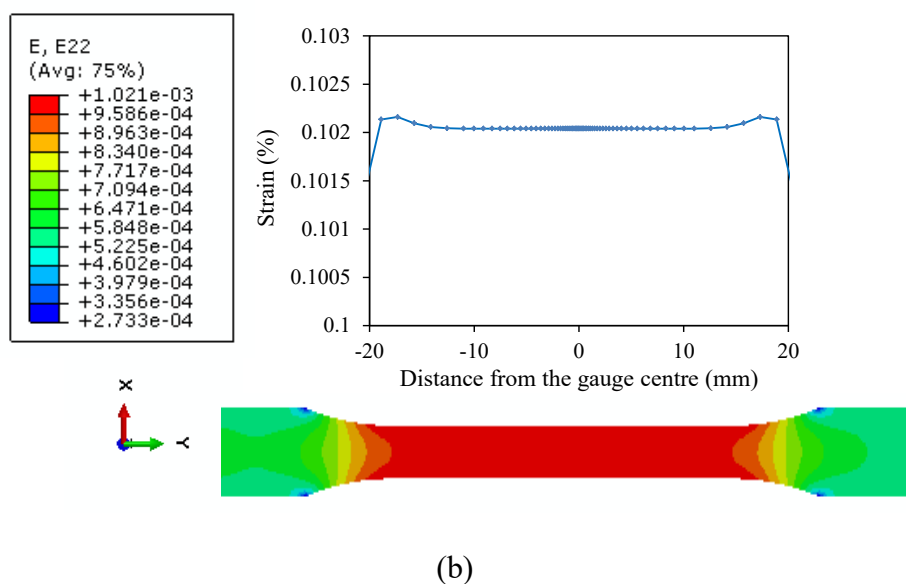 E, E22
(Avg: 75%)
+1.021e-03
+9.586e-04
+8.963e-04
+8.340e-04
+7.717e-04
+7.094e-04
+6.471e-04
+5.848e-04
+5.225e-04
+4.602e-04
+3.979e-04
+3.356e-04
+2.733e-04
Strain (%)
0.103
0.1025
0.102
0.1015
0.101
0.1005
0.1
-20 -10 0 10 20
Distance from the gauge centre (mm)
X
Y
(b)